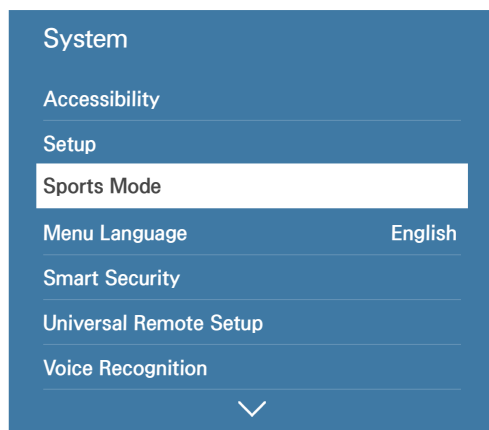 System
Accessibility
Setup
Sports Mode
Menu Language English
Smart Security
Universal Remote Setup
Voice Recognition